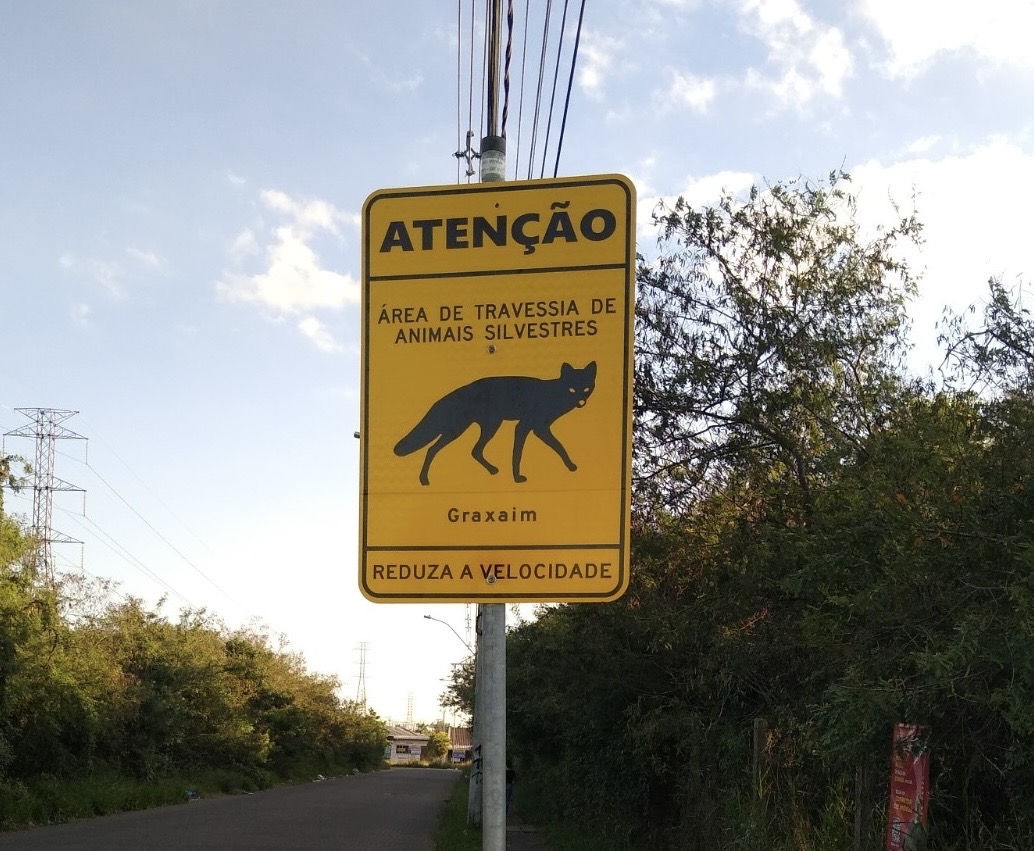 ATENÇÃO
ÁREA DE TRAVESSIA DE
ANIMAIS SILVESTRES
Graxaim
REDUZA A VELOCIDADE